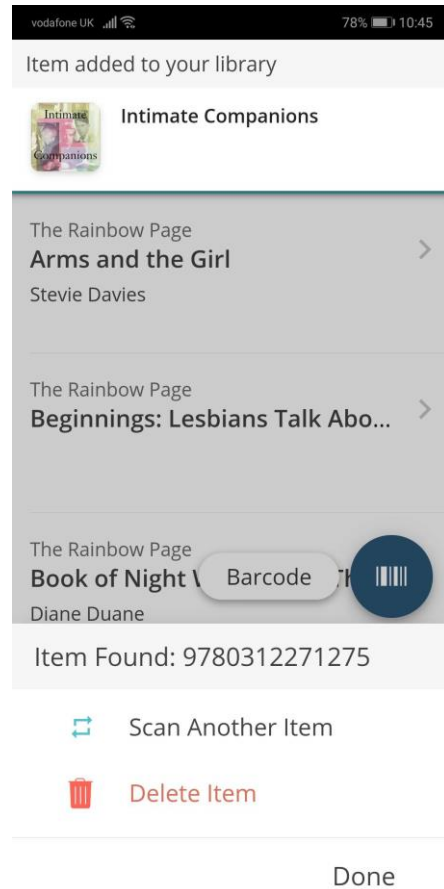 vodafone UK 78% 10:45
Item added to your library
Intimate
Companions
Intimate Companions
The Rainbow Page
Arms and the Girl
Stevie Davies
The Rainbow Page
Beginnings: Lesbians Talk Abo...
The Rainbow Page
Book of Night
Barcode
Diane Duane
Item Found: 9780312271275
Scan Another Item
Delete Item
Done